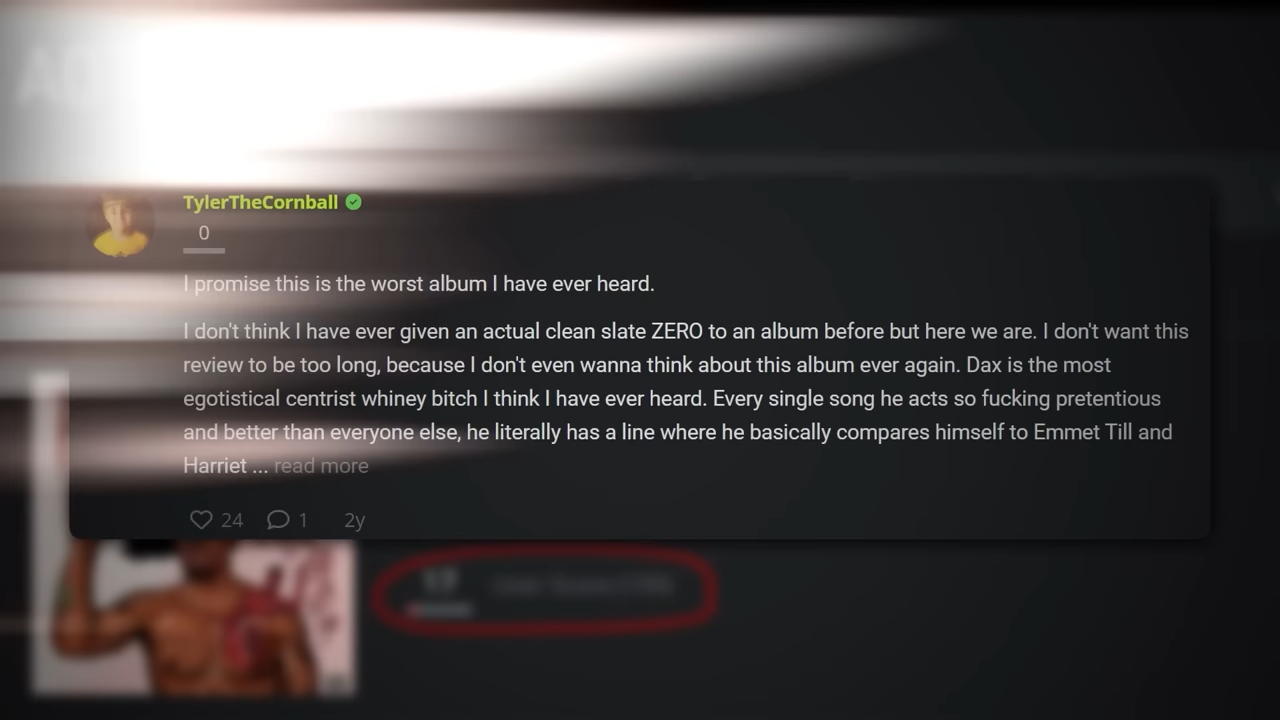 AO
TylerTheCornball
0
I promise this is the worst album I have ever heard.
I don't think I have ever given an actual clean slate ZERO to an album before but here we are. I don't want this
review to be too long, because I don't even wanna think about this album ever again. Dax is the most
egotistical centrist whiney bitch I think I have ever heard. Every single song he acts so fucking pretentious
and better than everyone else, he literally has a line where he basically compares himself to Emmet Till and
Harriet ... read more
24 1 2y